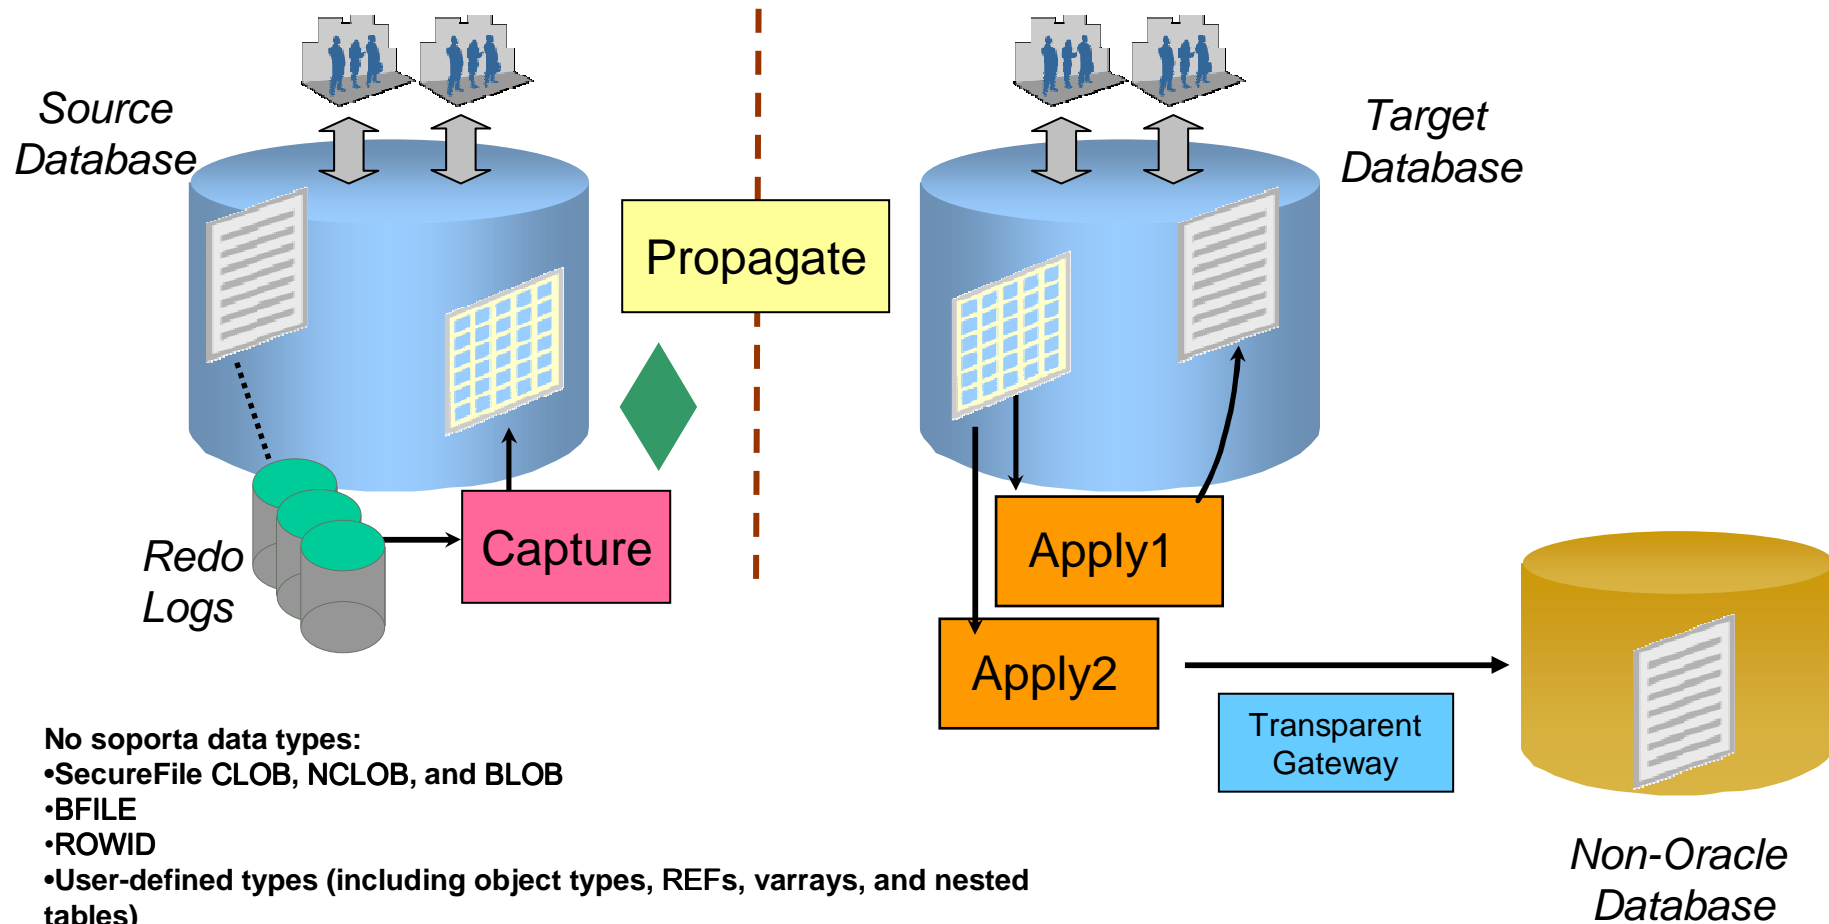 Source
Database
Target
Database
Propagate
Redo
Logs
Capture
Apply1
Apply2
Transparent
Gateway
Non-Oracle
Database
No soporta data types:
•SecureFile CLOB, NCLOB, and BLOB
•BFILE
•ROWID
•User-defined types (including object types, REFs, varrays, and nested
tables)